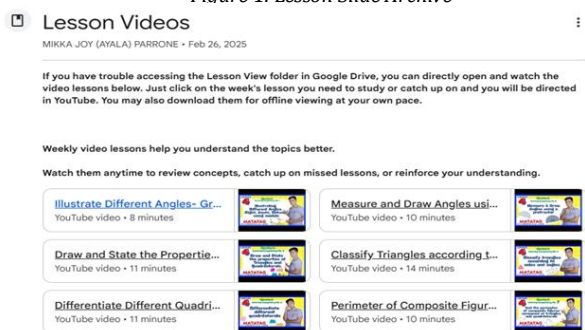 Figure 1. Lesson Slide Archive
Lesson Videos
MIKKA JOY (AYALA) PARRONE • Feb 26, 2025
If you have trouble accessing the Lesson View folder in Google Drive, you can directly open and watch the
video lessons below. Just click on the week's lesson you need to study or catch up on and you will be directed
in YouTube. You may also download them for offline viewing at your own pace.
Weekly video lessons help you understand the topics better.
Watch them anytime to review concepts, catch up on missed lessons, or reinforce your understanding.
Illustrate Different Angles- Gr...
YouTube video • 8 minutes
MATATAG
Measure and Draw Angles usi...
YouTube video • 10 minutes
MATATAG
Draw and State the Propertie...
YouTube video • 11 minutes
MATATAG
Classify Triangles according t...
YouTube video • 14 minutes
MATATAG
Differentiate Different Quadri...
YouTube video • 11 minutes
MATATAG
Perimeter of Composite Figur...
YouTube video • 10 minutes
MATATAG